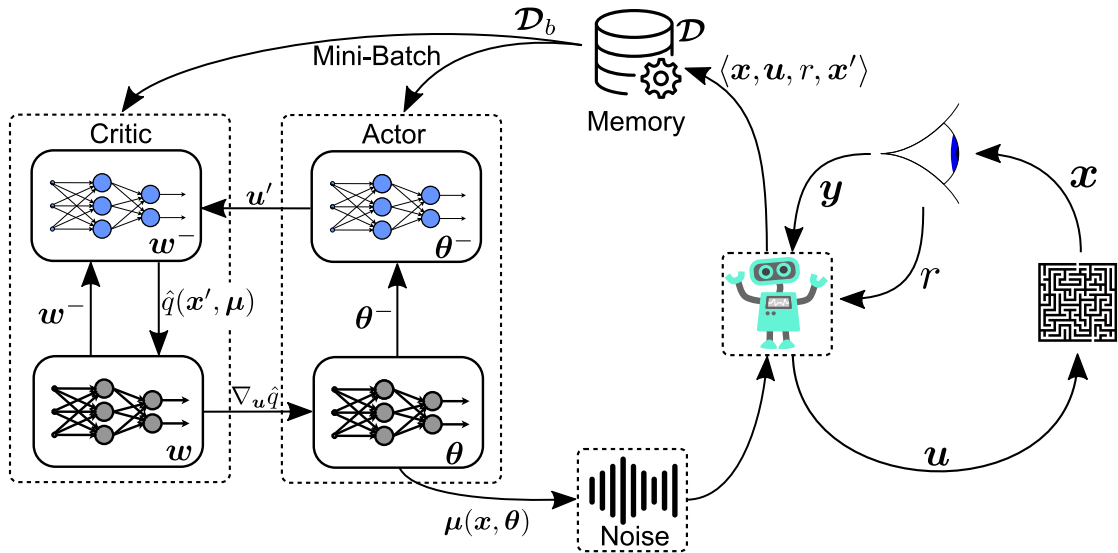 𝓓_b
Mini-Batch
𝓓
⟨x, u, r, x′⟩
Memory
Critic
Actor
w⁻
u′
θ⁻
y
x
r
w⁻
q̂(x′, μ)
θ⁻
∇_u q̂
w
θ
u
μ(x, θ)
Noise